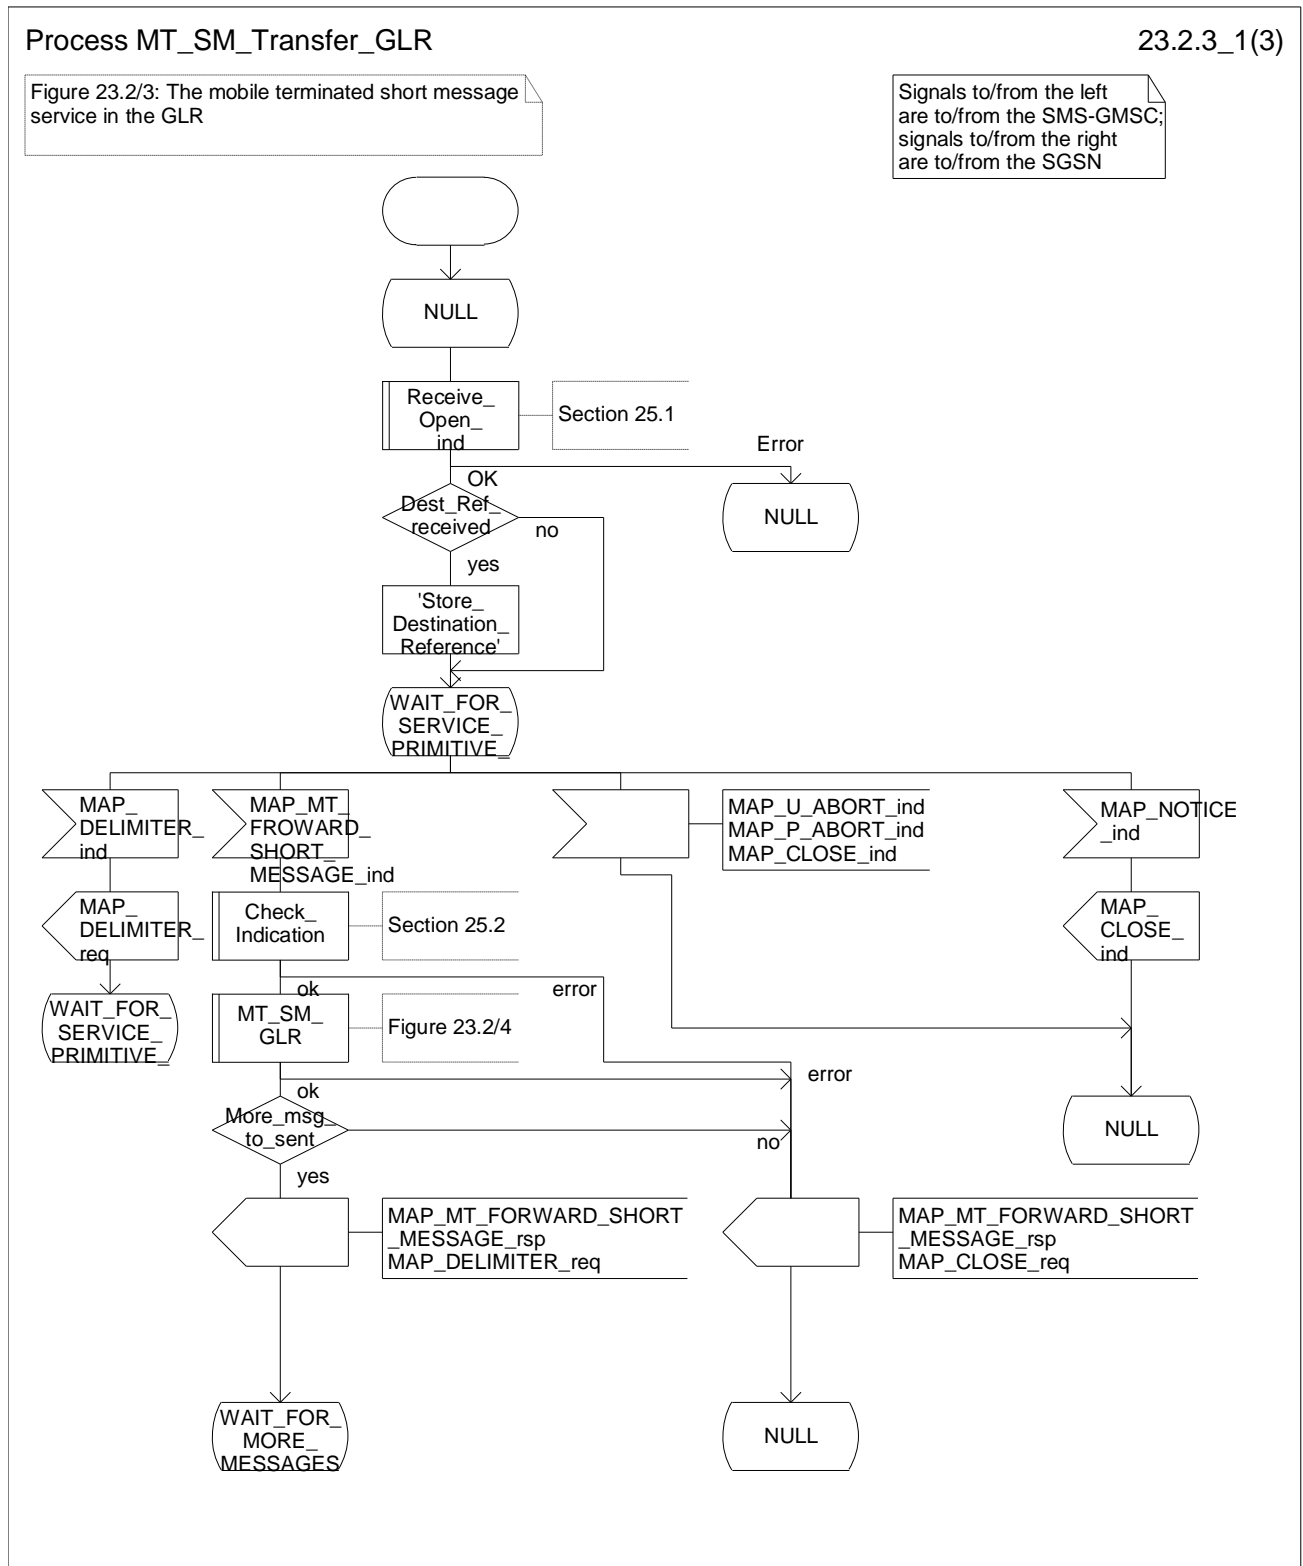 Process MT_SM_Transfer_GLR
23.2.3_1(3)
Figure 23.2/3: The mobile terminated short message
service in the GLR
Signals to/from the left
are to/from the SMS-GMSC;
signals to/from the right
are to/from the SGSN
NULL
Receive_
Open_
ind
Section 25.1
Error
OK
NULL
Dest_Ref_
received
no
yes
'Store_
Destination_
Reference'
WAIT_FOR_
SERVICE_
PRIMITIVE_
MAP_
DELIMITER_
ind
MAP_MT_
FROWARD_
SHORT_
MESSAGE_ind
MAP_U_ABORT_ind
MAP_P_ABORT_ind
MAP_CLOSE_ind
MAP_NOTICE
_ind
MAP_
DELIMITER_
req
Check_
Indication
Section 25.2
MAP_
CLOSE_
ind
ok
error
WAIT_FOR_
SERVICE_
PRIMITIVE_
MT_SM_
GLR
Figure 23.2/4
ok
error
More_msg_
to_sent
no
yes
NULL
MAP_MT_FORWARD_SHORT
_MESSAGE_rsp
MAP_DELIMITER_req
MAP_MT_FORWARD_SHORT
_MESSAGE_rsp
MAP_CLOSE_req
WAIT_FOR_
MORE_
MESSAGES
NULL